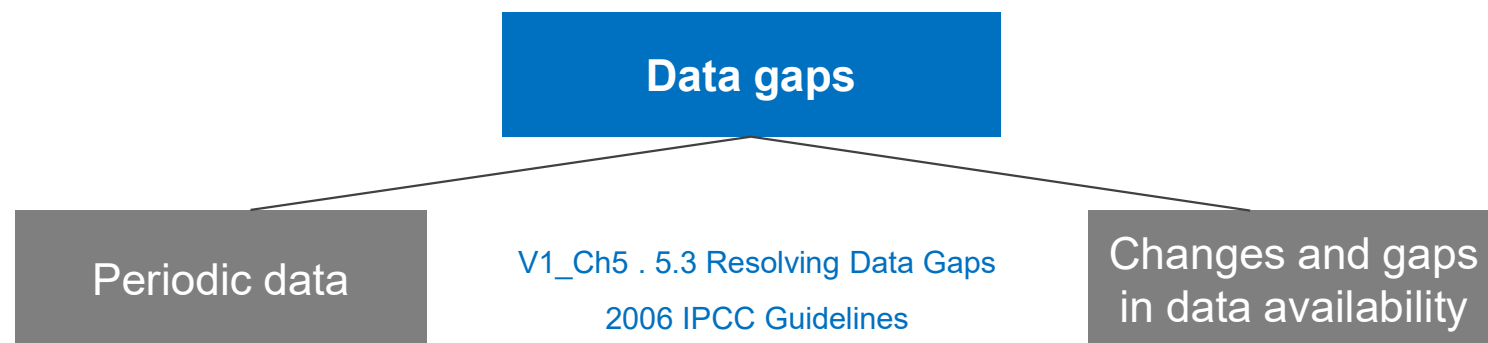 Data gaps
Periodic data
V1_Ch5 . 5.3 Resolving Data Gaps
2006 IPCC Guidelines
Changes and gaps
in data availability